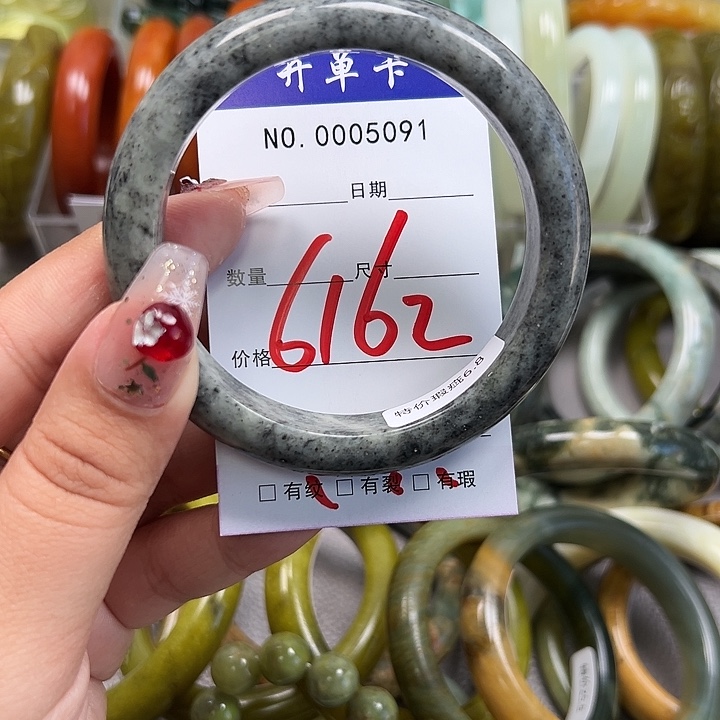 开单卡
NO. 0005091
日期
数量 尺寸
6162
价格
特价瑕疵6.8
□ 有纹 □ 有裂 □ 有瑕